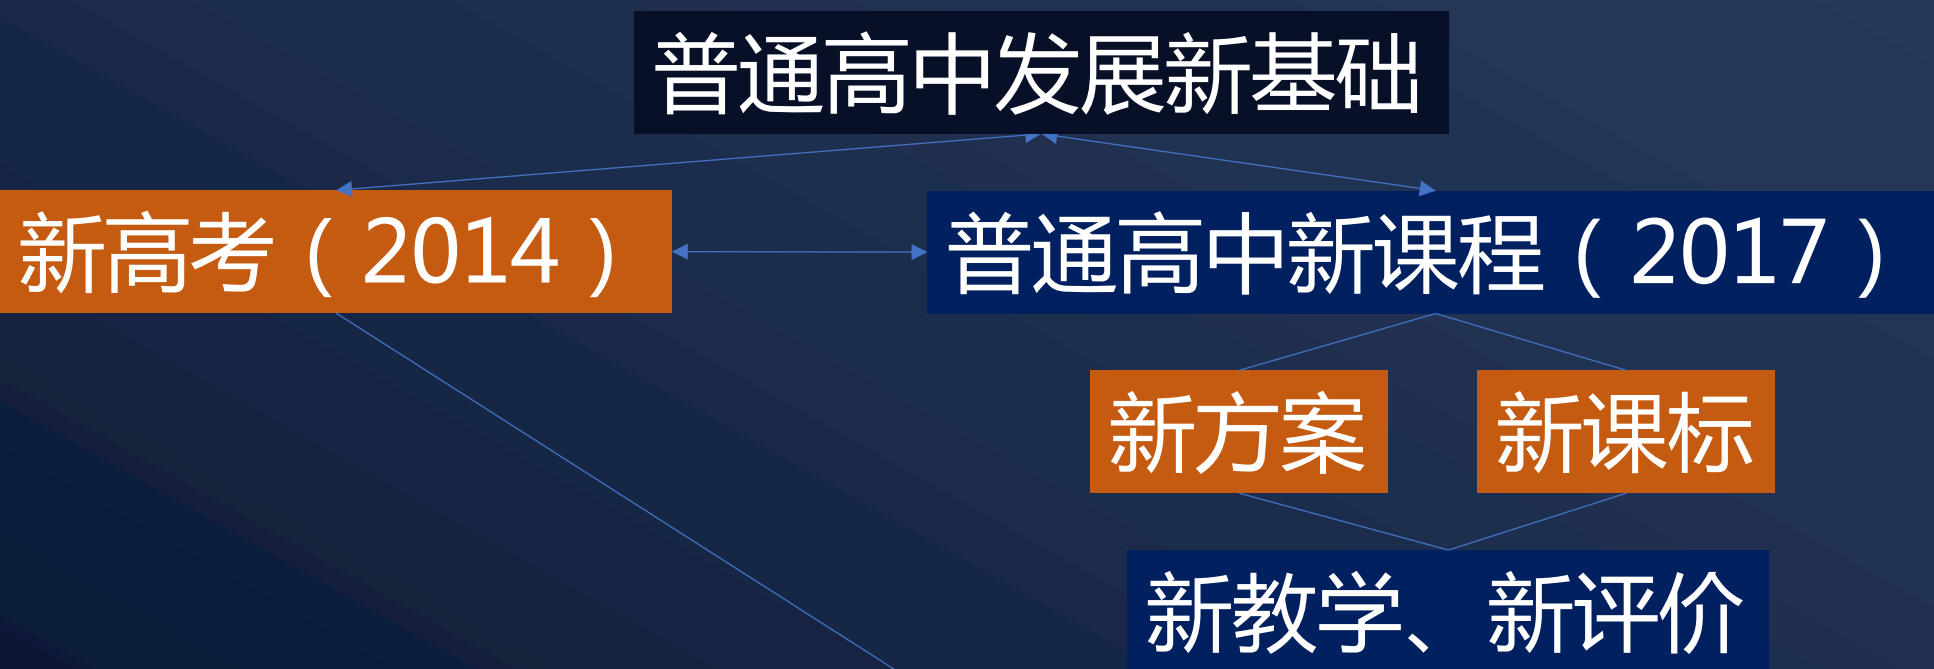 普通高中发展新基础
新高考（2014）
普通高中新课程（2017）
新方案
新课标
新教学、新评价